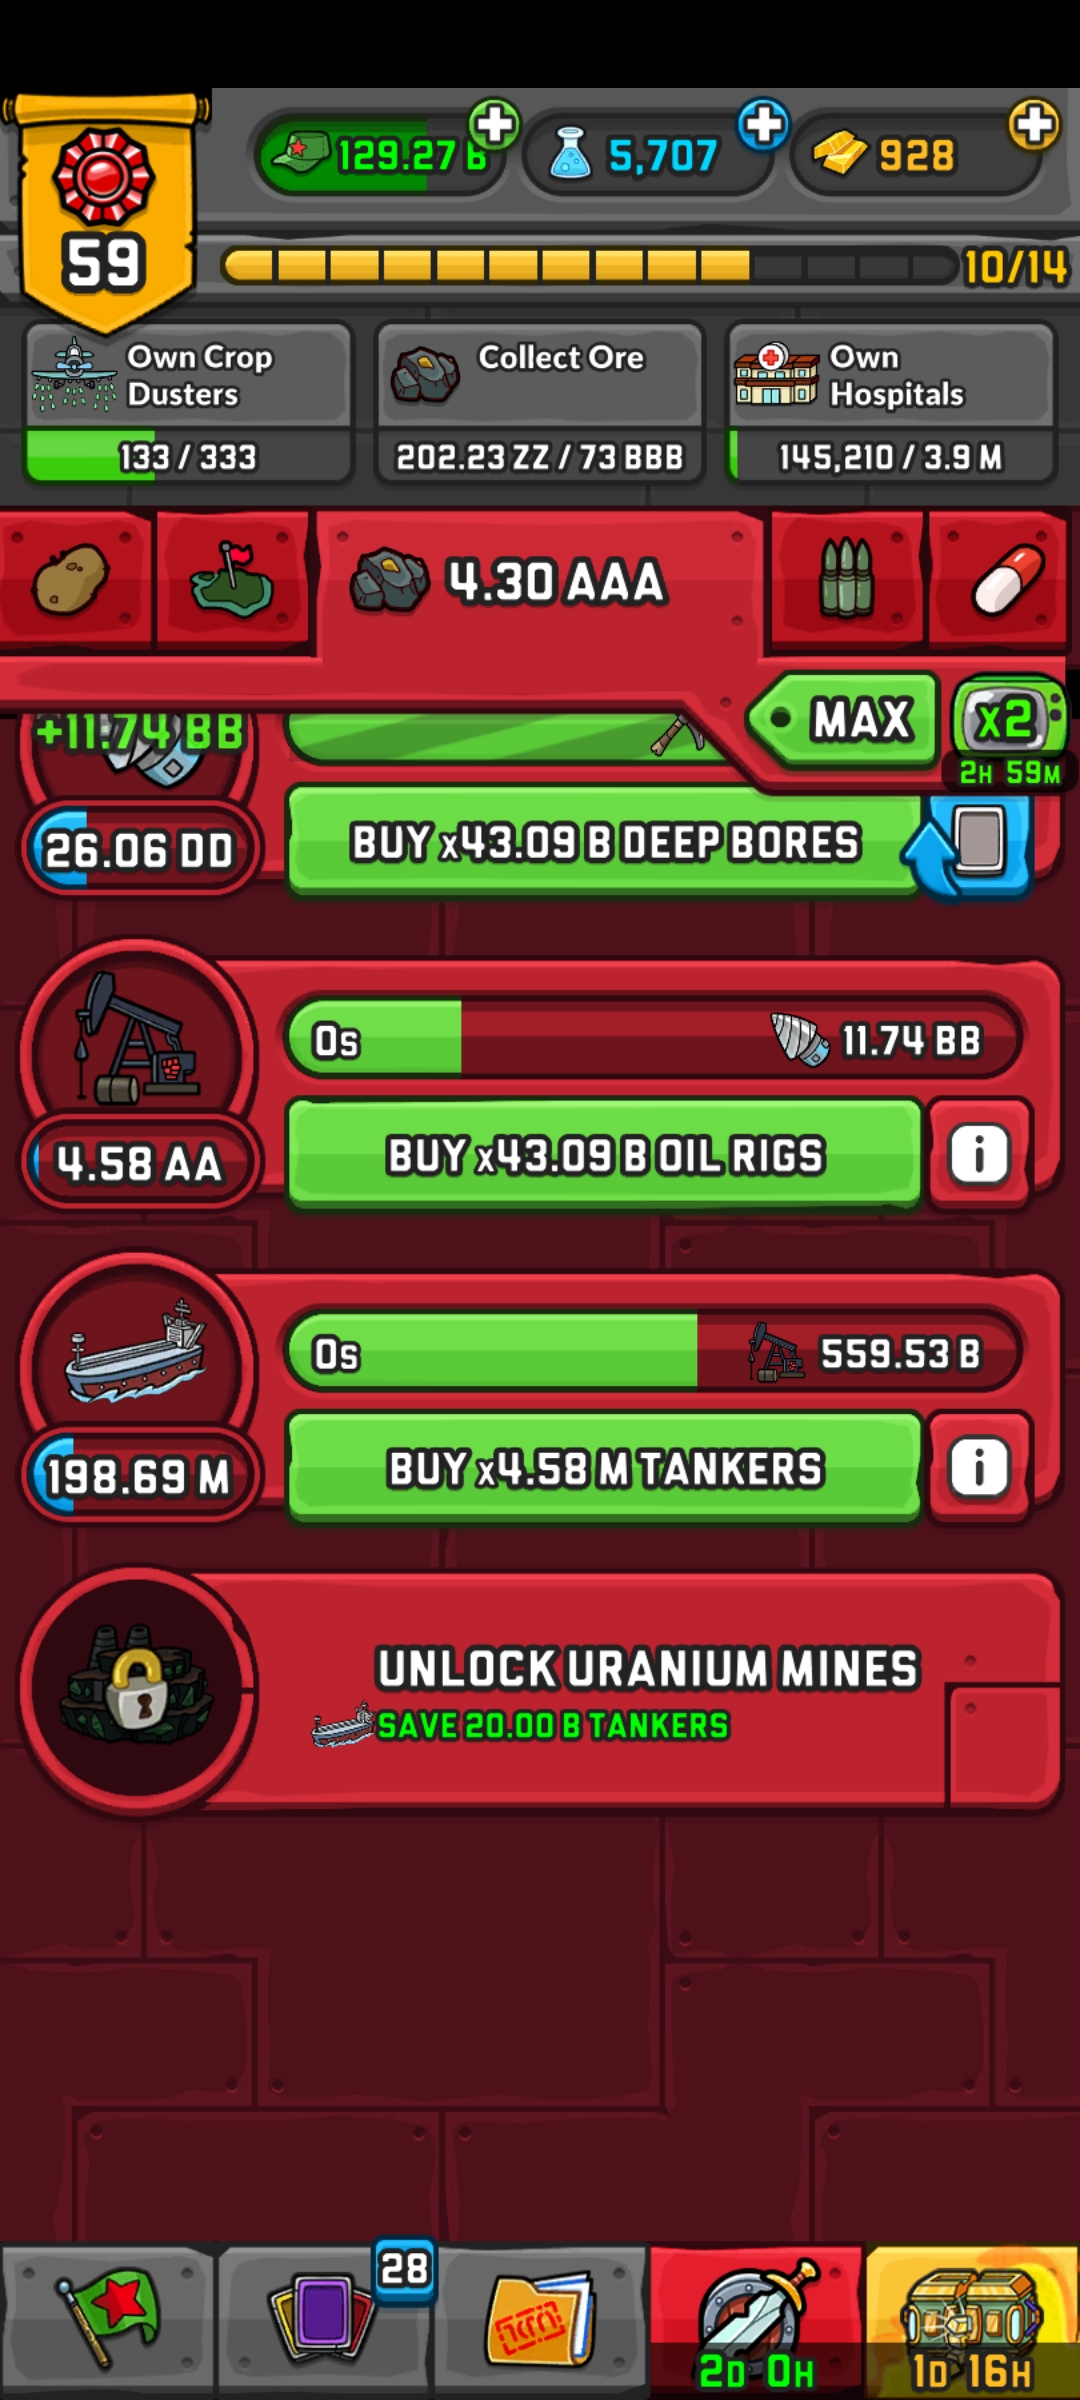 129.27 B
5,707
928
59
10/14
Own Crop
Dusters
133 / 333
Collect Ore
202.23 ZZ / 73 BBB
Own
Hospitals
145,210 / 3.9 M
4.30 AAA
MAX
x2
2H 59M
+11.74 BB
26.06 DD
BUY x43.09 B DEEP BORES
0s
11.74 BB
4.58 AA
BUY x43.09 B OIL RIGS
i
0s
559.53 B
198.69 M
BUY x4.58 M TANKERS
i
UNLOCK URANIUM MINES
SAVE 20.00 B TANKERS
28
2D 0H
1D 16H